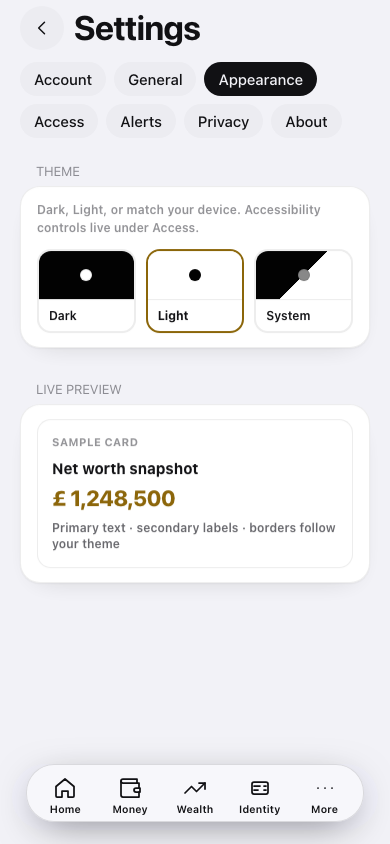 Settings
Account General Appearance
Access Alerts Privacy About
THEME
Dark, Light, or match your device. Accessibility
controls live under Access.
Dark Light System
LIVE PREVIEW
SAMPLE CARD
Net worth snapshot
£ 1,248,500
Primary text · secondary labels · borders follow
your theme
Home Money Wealth Identity More